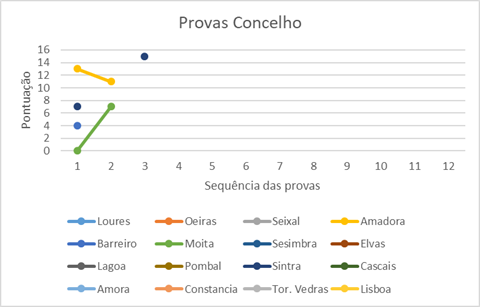 Provas Concelho
16
14
12
10
8
6
4
2
0
Pontuação
1 2 3 4 5 6 7 8 9 10 11 12
Sequência das provas
Loures Oeiras Seixal Amadora
Barreiro Moita Sesimbra Elvas
Lagoa Pombal Sintra Cascais
Amora Constancia Tor. Vedras Lisboa